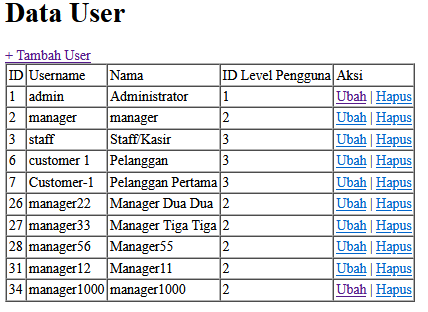 Data User
+ Tambah User
ID Username Nama ID Level Pengguna Aksi
1 admin Administrator 1 Ubah | Hapus
2 manager manager 2 Ubah | Hapus
3 staff Staff/Kasir 3 Ubah | Hapus
6 customer 1 Pelanggan 3 Ubah | Hapus
7 Customer-1 Pelanggan Pertama 3 Ubah | Hapus
26 manager22 Manager Dua Dua 2 Ubah | Hapus
27 manager33 Manager Tiga Tiga 2 Ubah | Hapus
28 manager56 Manager55 2 Ubah | Hapus
31 manager12 Manager11 2 Ubah | Hapus
34 manager1000 manager1000 2 Ubah | Hapus